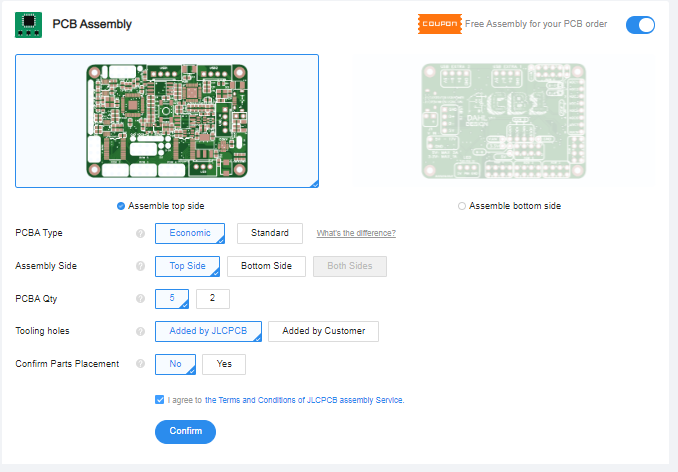 PCB Assembly
COUPON Free Assembly for your PCB order
Assemble top side
Assemble bottom side
PCBA Type ? Economic Standard What's the difference?
Assembly Side ? Top Side Bottom Side Both Sides
PCBA Qty ? 5 2
Tooling holes ? Added by JLCPCB Added by Customer
Confirm Parts Placement ? No Yes
I agree to the Terms and Conditions of JLCPCB assembly Service.
Confirm